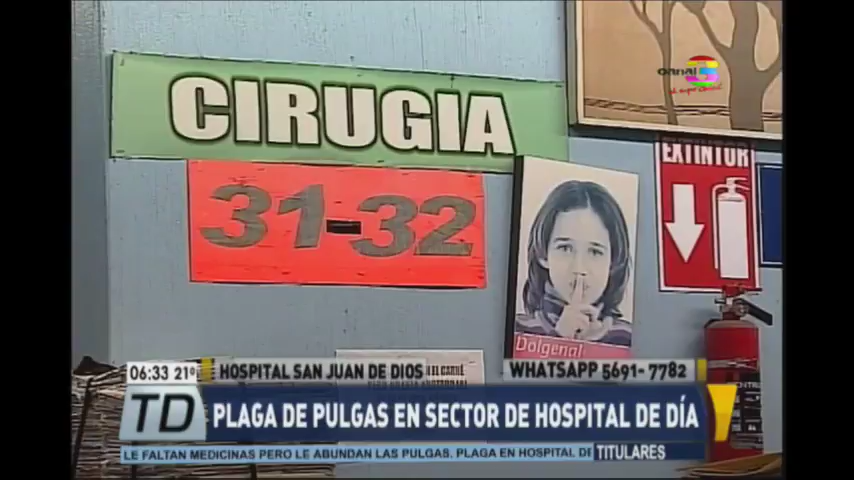 canal
CIRUGIA
EXTINTOR
31-32
Dolgenal
06:33 21°
HOSPITAL SAN JUAN DE DIOS
WHATSAPP 5691-7782
TD
PLAGA DE PULGAS EN SECTOR DE HOSPITAL DE DÍA
LE FALTAN MEDICINAS PERO LE ABUNDAN LAS PULGAS. PLAGA EN HOSPITAL DE
TITULARES